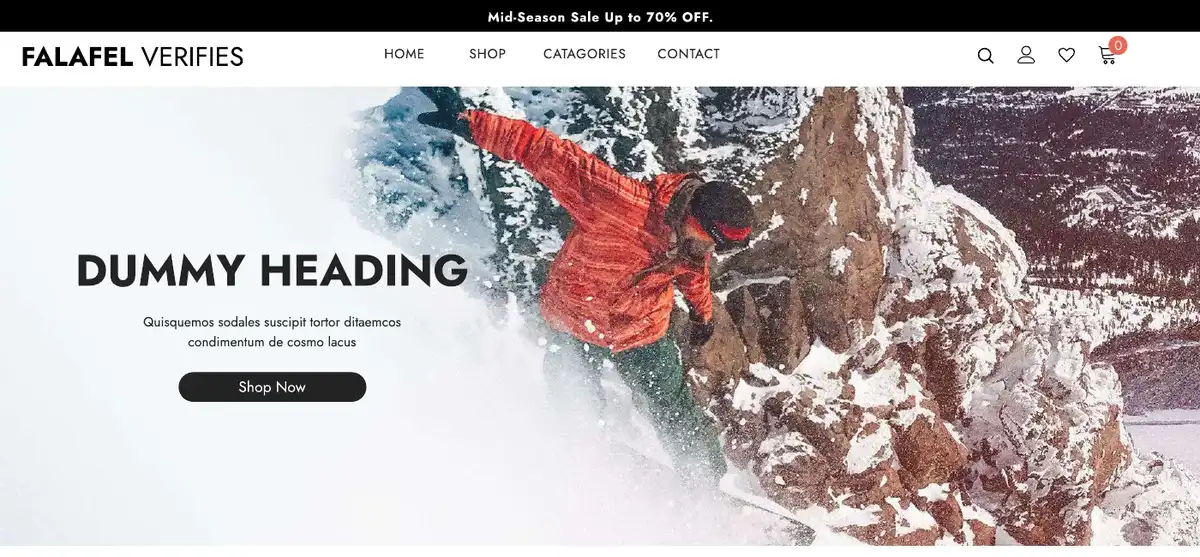 Mid-Season Sale Up to 70% OFF.
FALAFEL VERIFIES
HOME
SHOP
CATAGORIES
CONTACT
0
DUMMY HEADING
Quisquemos sodales suscipit tortor ditaemcos
condimentum de cosmo lacus
Shop Now